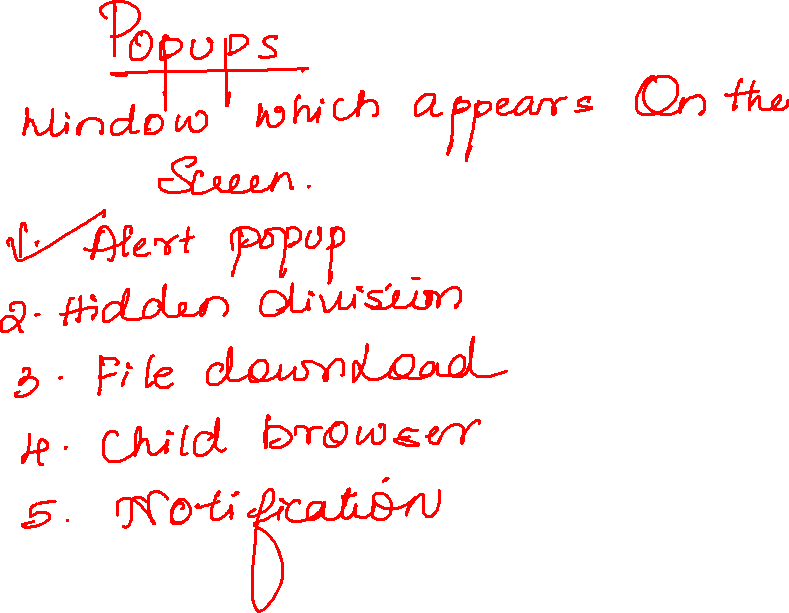 Popups
Window which appears On the
Screen.
1. Alert popup
2. Hidden division
3. File download
4. Child browser
5. Notification